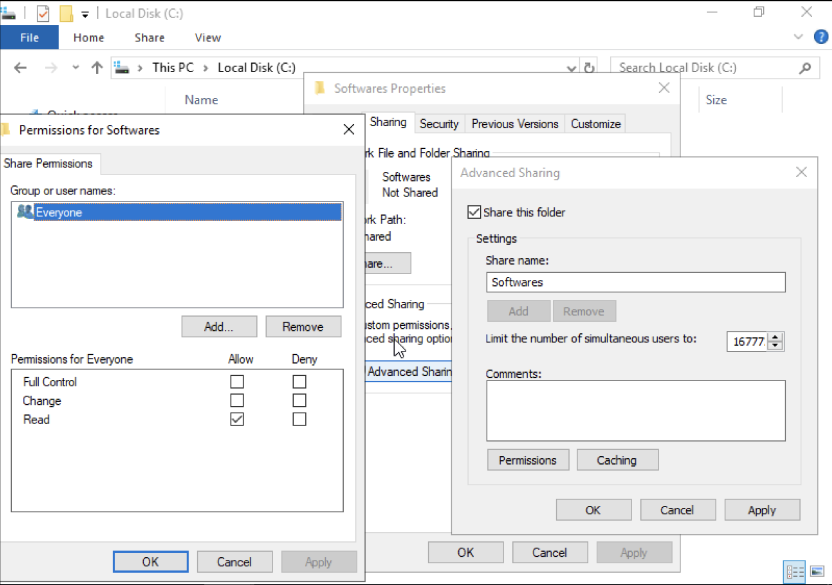 Local Disk (C:)
File Home Share View
This PC > Local Disk (C:)
Search Local Disk (C:)
Name
Size
Softwares Properties
Sharing Security Previous Versions Customize
rk File and Folder Sharing
Softwares
Not Shared
rk Path:
hared
are...
ced Sharing
stom permissions,
ced sharing optio
Advanced Sharin
OK Cancel Apply
Permissions for Softwares
Share Permissions
Group or user names:
Everyone
Add... Remove
Permissions for Everyone Allow Deny
Full Control
Change
Read
OK Cancel Apply
Advanced Sharing
Share this folder
Settings
Share name:
Softwares
Add Remove
Limit the number of simultaneous users to: 16777
Comments:
Permissions Caching
OK Cancel Apply